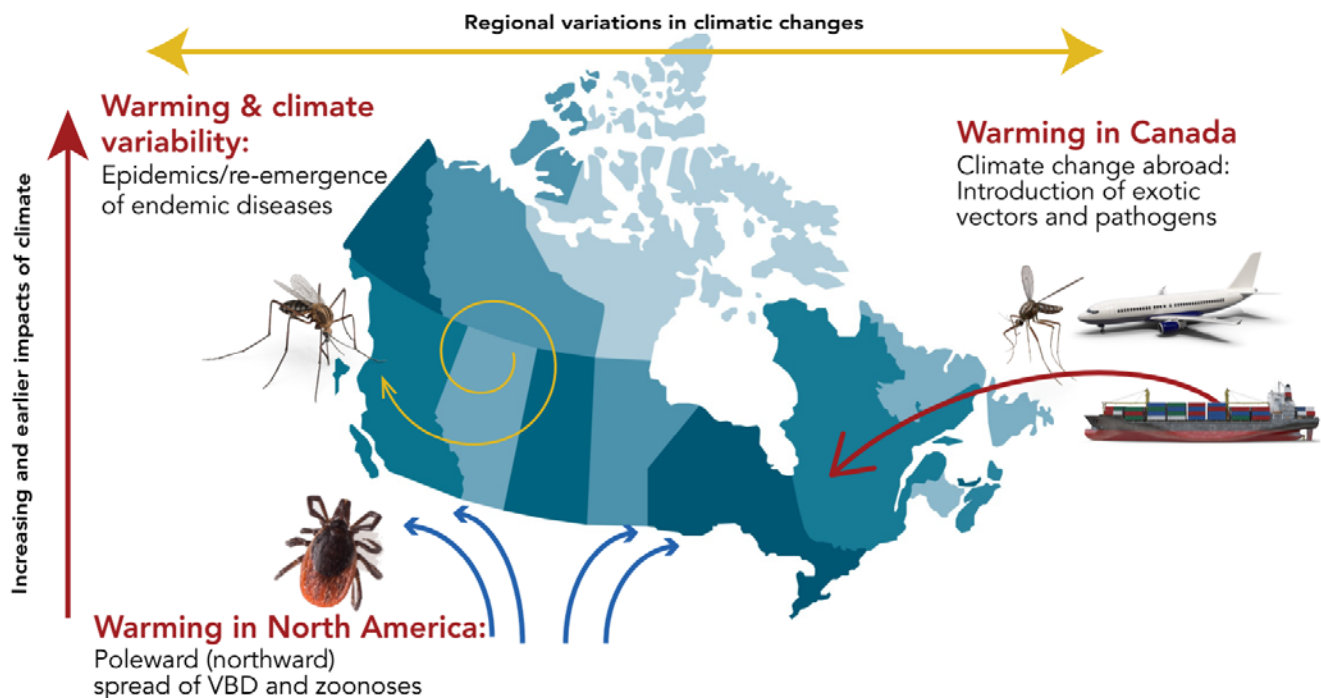 Regional variations in climatic changes
Warming & climate
variability:
Epidemics/re-emergence
of endemic diseases
Warming in Canada
Climate change abroad:
Introduction of exotic
vectors and pathogens
Increasing and earlier impacts of climate
Warming in North America:
Poleward (northward)
spread of VBD and zoonoses